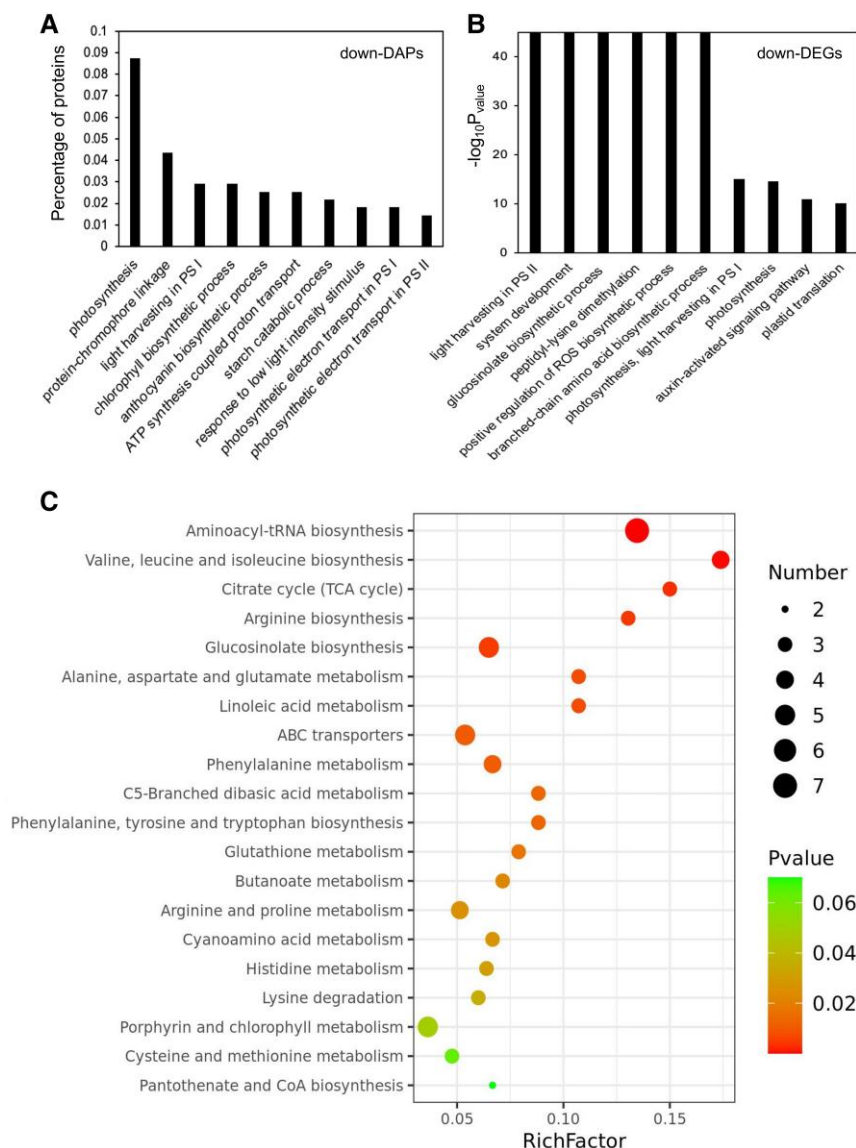 A
down-DAPs
Percentage of proteins
0.1
0.09
0.08
0.07
0.06
0.05
0.04
0.03
0.02
0.01
0
photosynthesis
protein-chromophore linkage
light harvesting in PS I
chlorophyll biosynthetic process
anthocyanin biosynthetic process
ATP synthesis coupled proton transport
starch catabolic process
response to low light intensity stimulus
photosynthetic electron transport in PS I
photosynthetic electron transport in PS II
B
down-DEGs
-log10Pvalue
40
30
20
10
0
light harvesting in PS II
system development
glucosinolate biosynthetic process
peptidyl-lysine dimethylation
positive regulation of ROS biosynthetic process
branched-chain amino acid biosynthetic process
photosynthesis, light harvesting in PS I
photosynthesis
auxin-activated signaling pathway
plastid translation
C
Aminoacyl-tRNA biosynthesis
Valine, leucine and isoleucine biosynthesis
Citrate cycle (TCA cycle)
Arginine biosynthesis
Glucosinolate biosynthesis
Alanine, aspartate and glutamate metabolism
Linoleic acid metabolism
ABC transporters
Phenylalanine metabolism
C5-Branched dibasic acid metabolism
Phenylalanine, tyrosine and tryptophan biosynthesis
Glutathione metabolism
Butanoate metabolism
Arginine and proline metabolism
Cyanoamino acid metabolism
Histidine metabolism
Lysine degradation
Porphyrin and chlorophyll metabolism
Cysteine and methionine metabolism
Pantothenate and CoA biosynthesis
0.05
0.10
0.15
RichFactor
Number
2
3
4
5
6
7
Pvalue
0.06
0.04
0.02